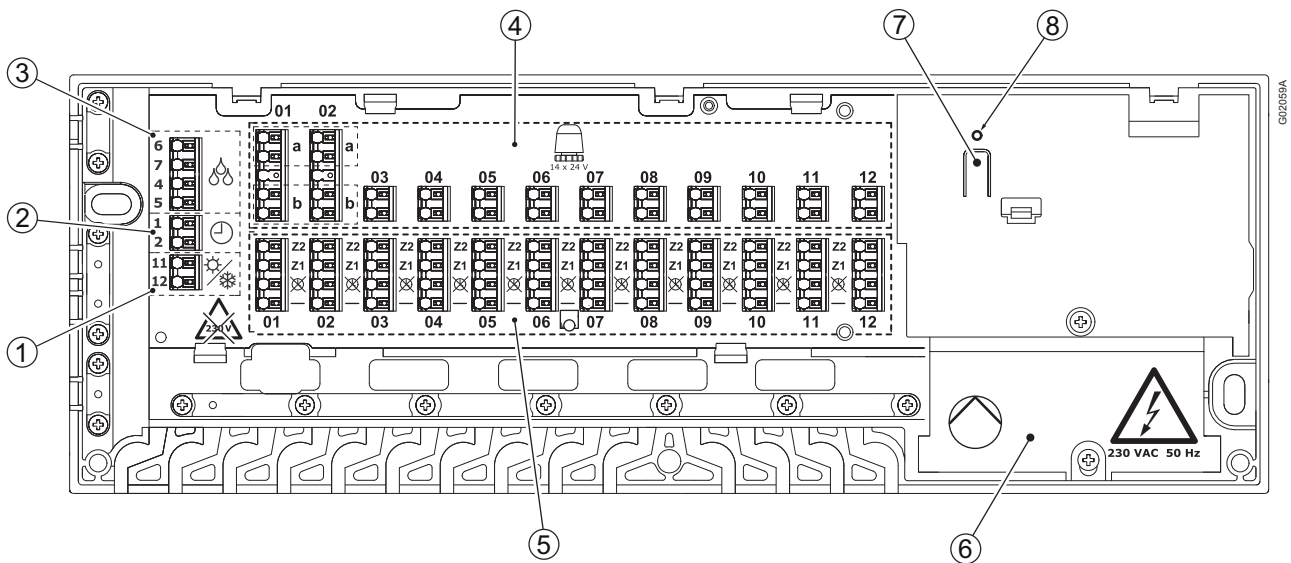 4
7
8
3
G02059A
01 02
6
7
4
5
a a
14 x 24 V
b b
03 04 05 06 07 08 09 10 11 12
2
1
2
11
12
Z2 Z2 Z2 Z2 Z2 Z2 Z2 Z2 Z2 Z2 Z2
Z1 Z1 Z1 Z1 Z1 Z1 Z1 Z1 Z1 Z1 Z1
230 V
01 02 03 04 05 06 07 08 09 10 11 12
1
230 VAC 50 Hz
5
6